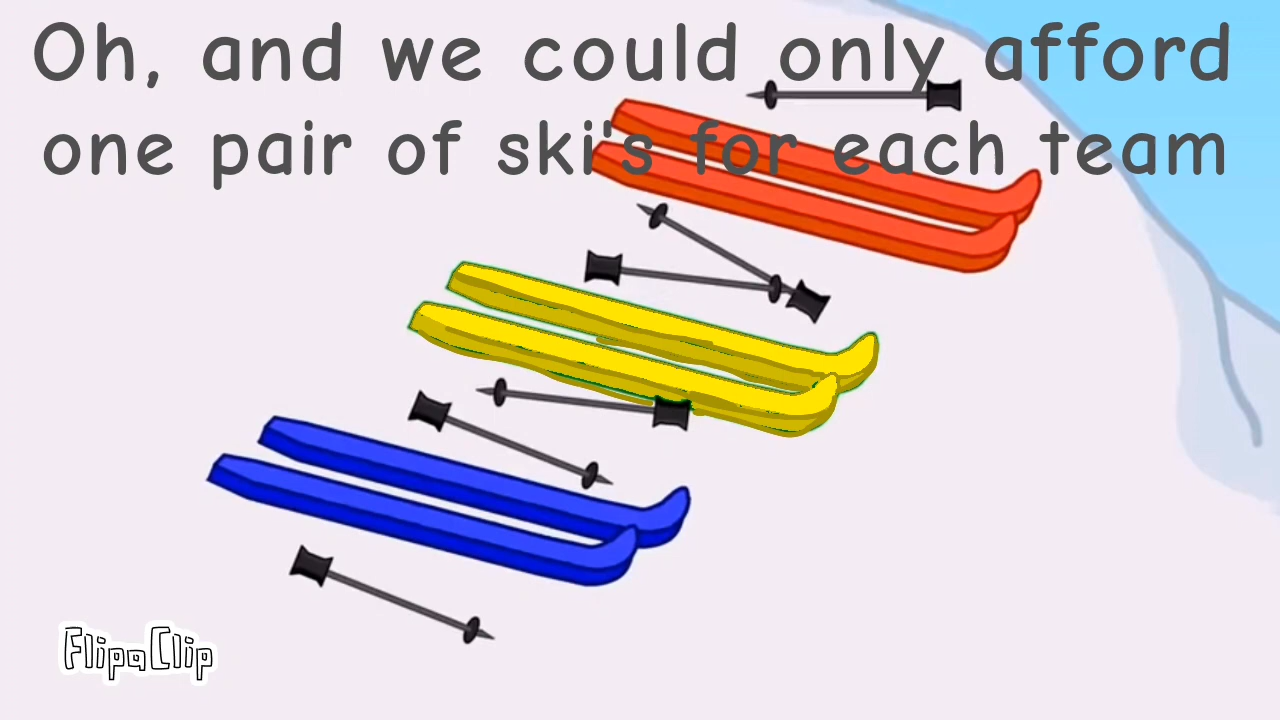 Oh, and we could only afford
one pair of ski's for each team
FlipaClip